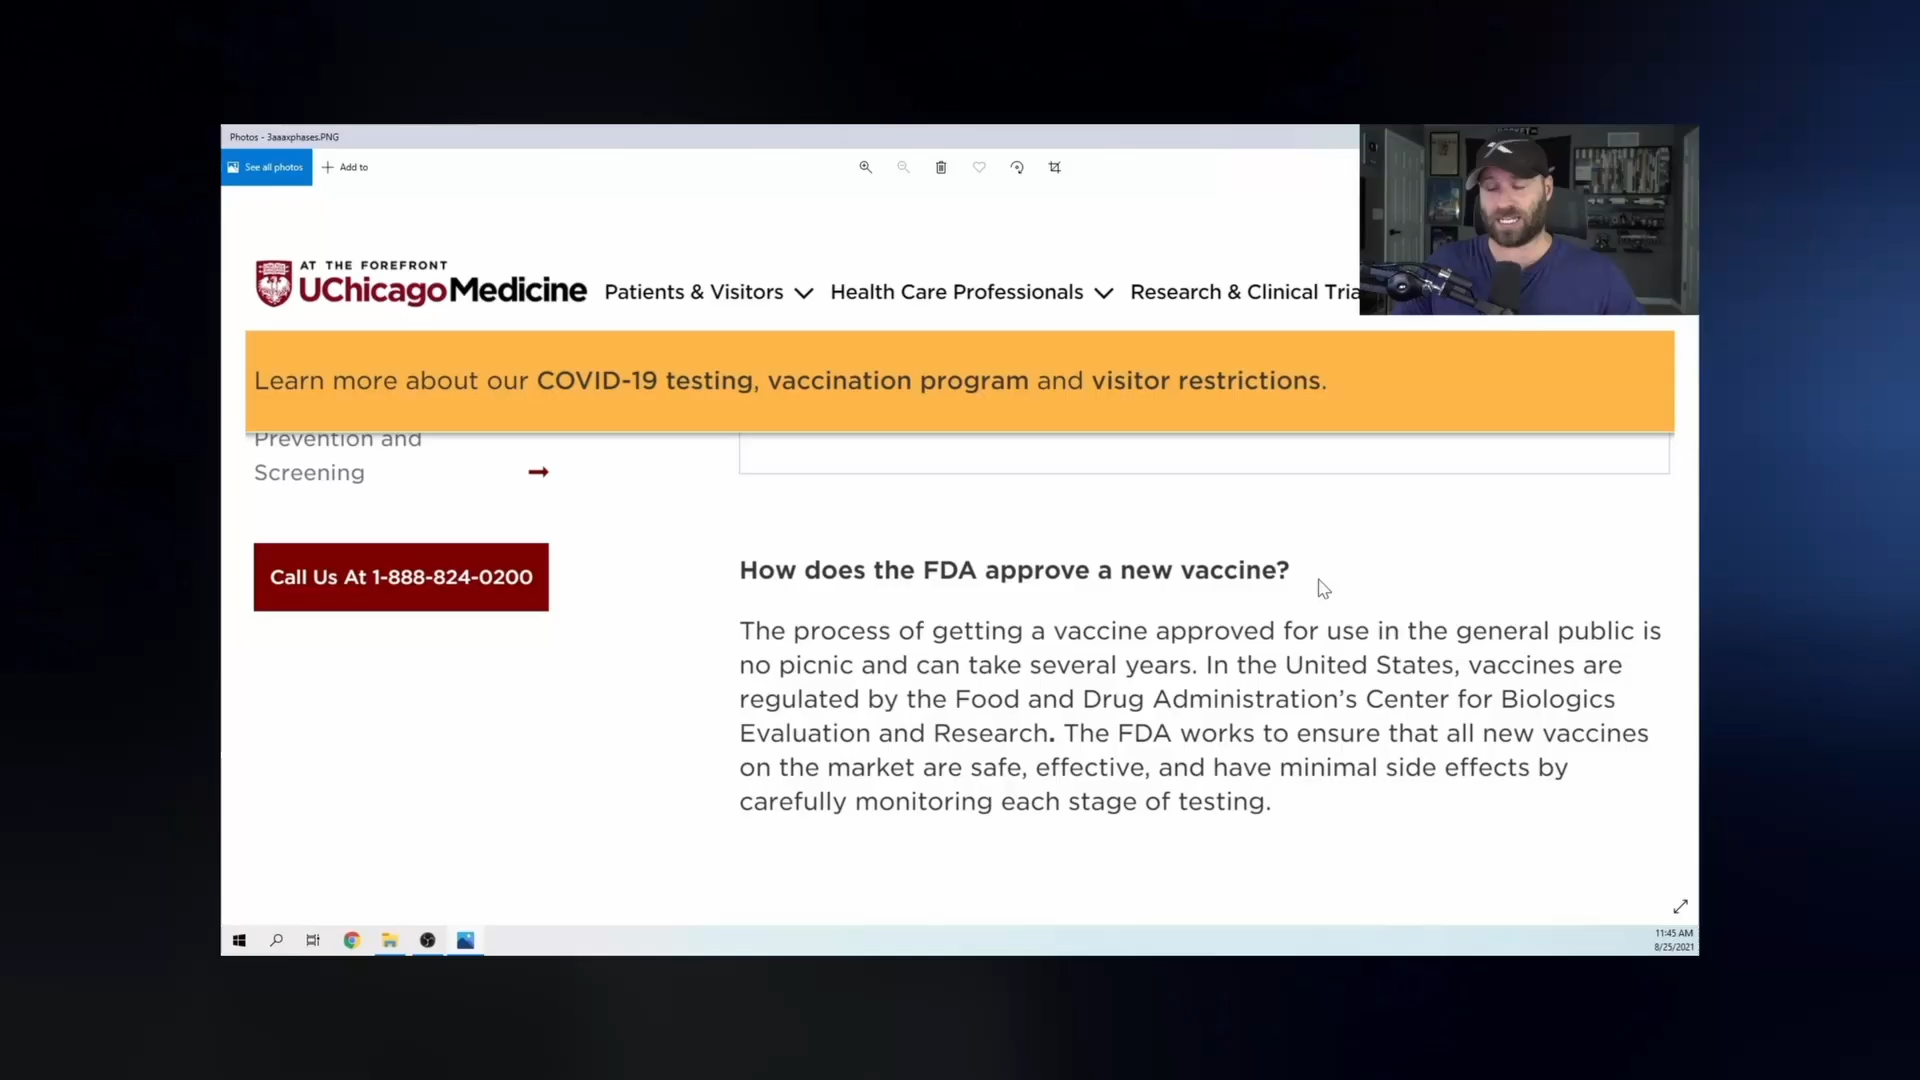 Photos - 3aaaxphases.PNG
See all photos
Add to
AT THE FOREFRONT
UChicagoMedicine
Patients & Visitors
Health Care Professionals
Research & Clinical Tria
Learn more about our COVID-19 testing, vaccination program and visitor restrictions.
Prevention and
Screening
Call Us At 1-888-824-0200
How does the FDA approve a new vaccine?
The process of getting a vaccine approved for use in the general public is
no picnic and can take several years. In the United States, vaccines are
regulated by the Food and Drug Administration’s Center for Biologics
Evaluation and Research. The FDA works to ensure that all new vaccines
on the market are safe, effective, and have minimal side effects by
carefully monitoring each stage of testing.
11:45 AM
8/25/2021